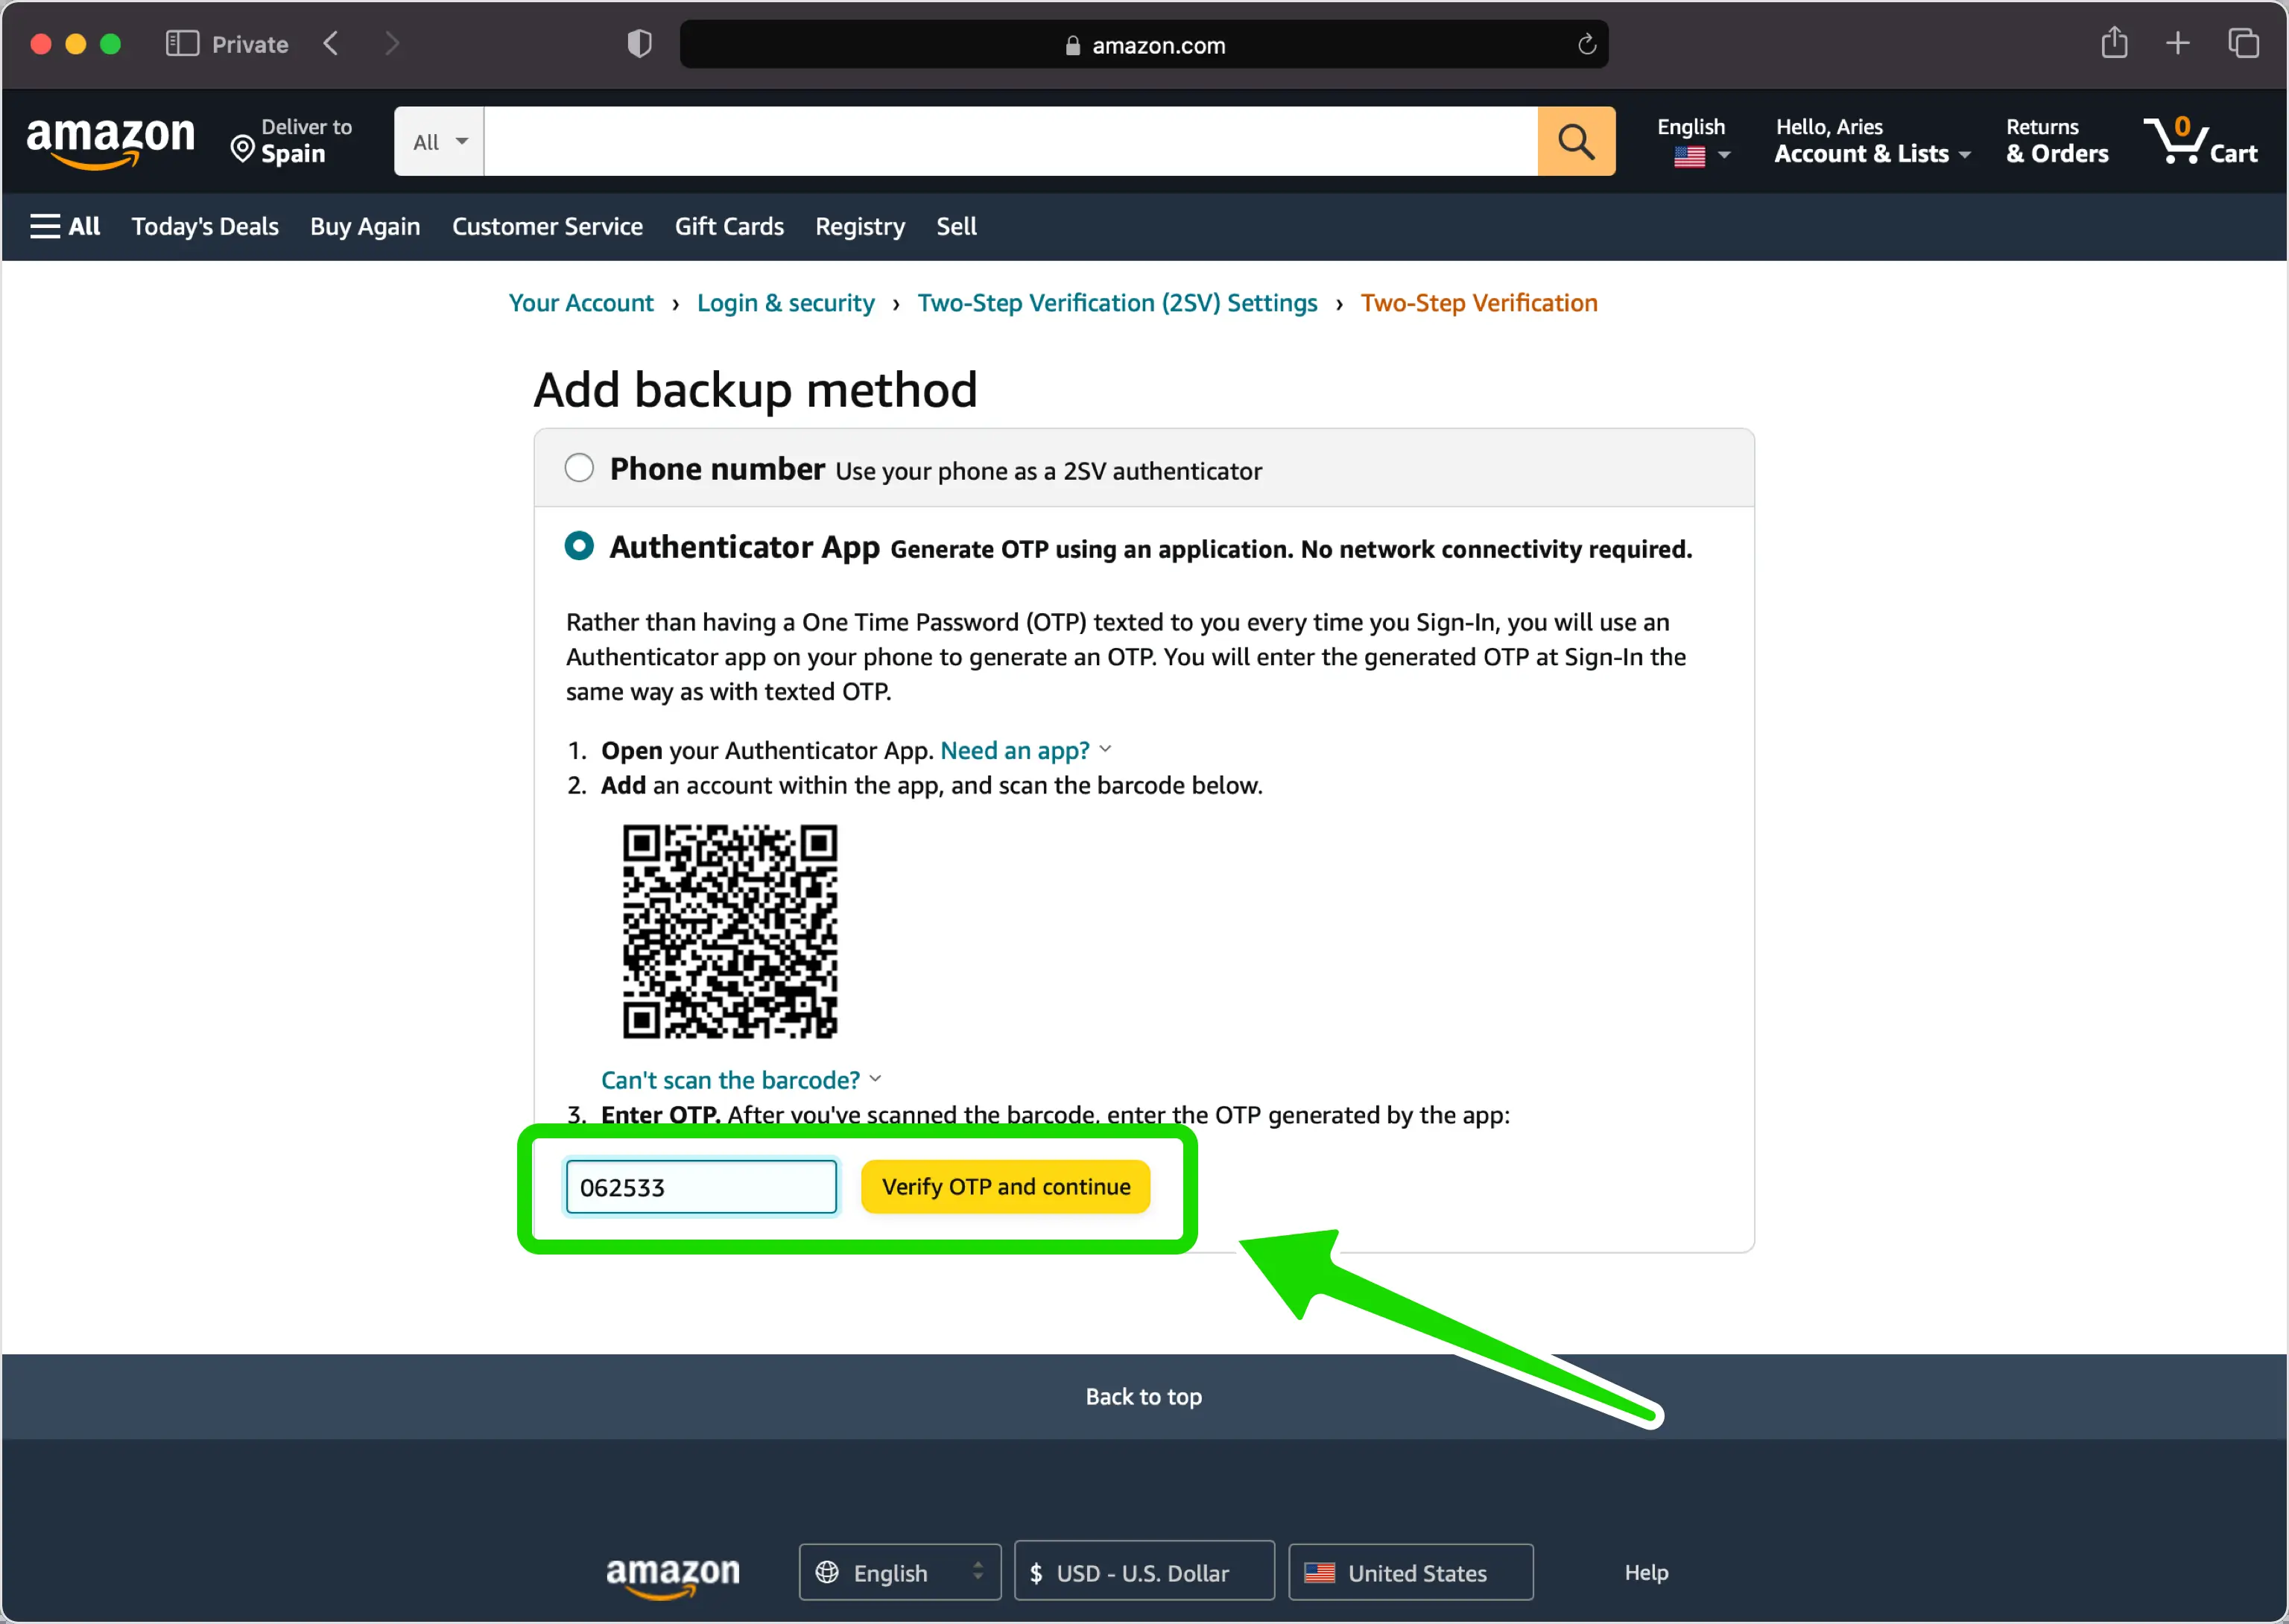 Private
amazon.com
amazon
Deliver to
Spain
All
English
Hello, Aries
Account & Lists
Returns
& Orders
0
Cart
All Today's Deals Buy Again Customer Service Gift Cards Registry Sell
Your Account › Login & security › Two-Step Verification (2SV) Settings › Two-Step Verification
Add backup method
Phone number Use your phone as a 2SV authenticator
Authenticator App Generate OTP using an application. No network connectivity required.
Rather than having a One Time Password (OTP) texted to you every time you Sign-In, you will use an
Authenticator app on your phone to generate an OTP. You will enter the generated OTP at Sign-In the
same way as with texted OTP.
1. Open your Authenticator App. Need an app?
2. Add an account within the app, and scan the barcode below.
Can't scan the barcode?
3. Enter OTP. After you've scanned the barcode, enter the OTP generated by the app:
062533
Verify OTP and continue
Back to top
amazon
English
$ USD - U.S. Dollar
United States
Help